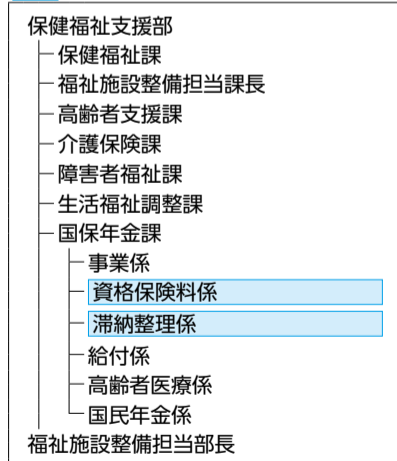 保健福祉支援部
保健福祉課
福祉施設整備担当課長
高齢者支援課
介護保険課
障害者福祉課
生活福祉調整課
国保年金課
事業係
資格保険料係
滞納整理係
給付係
高齢者医療係
国民年金係
福祉施設整備担当部長